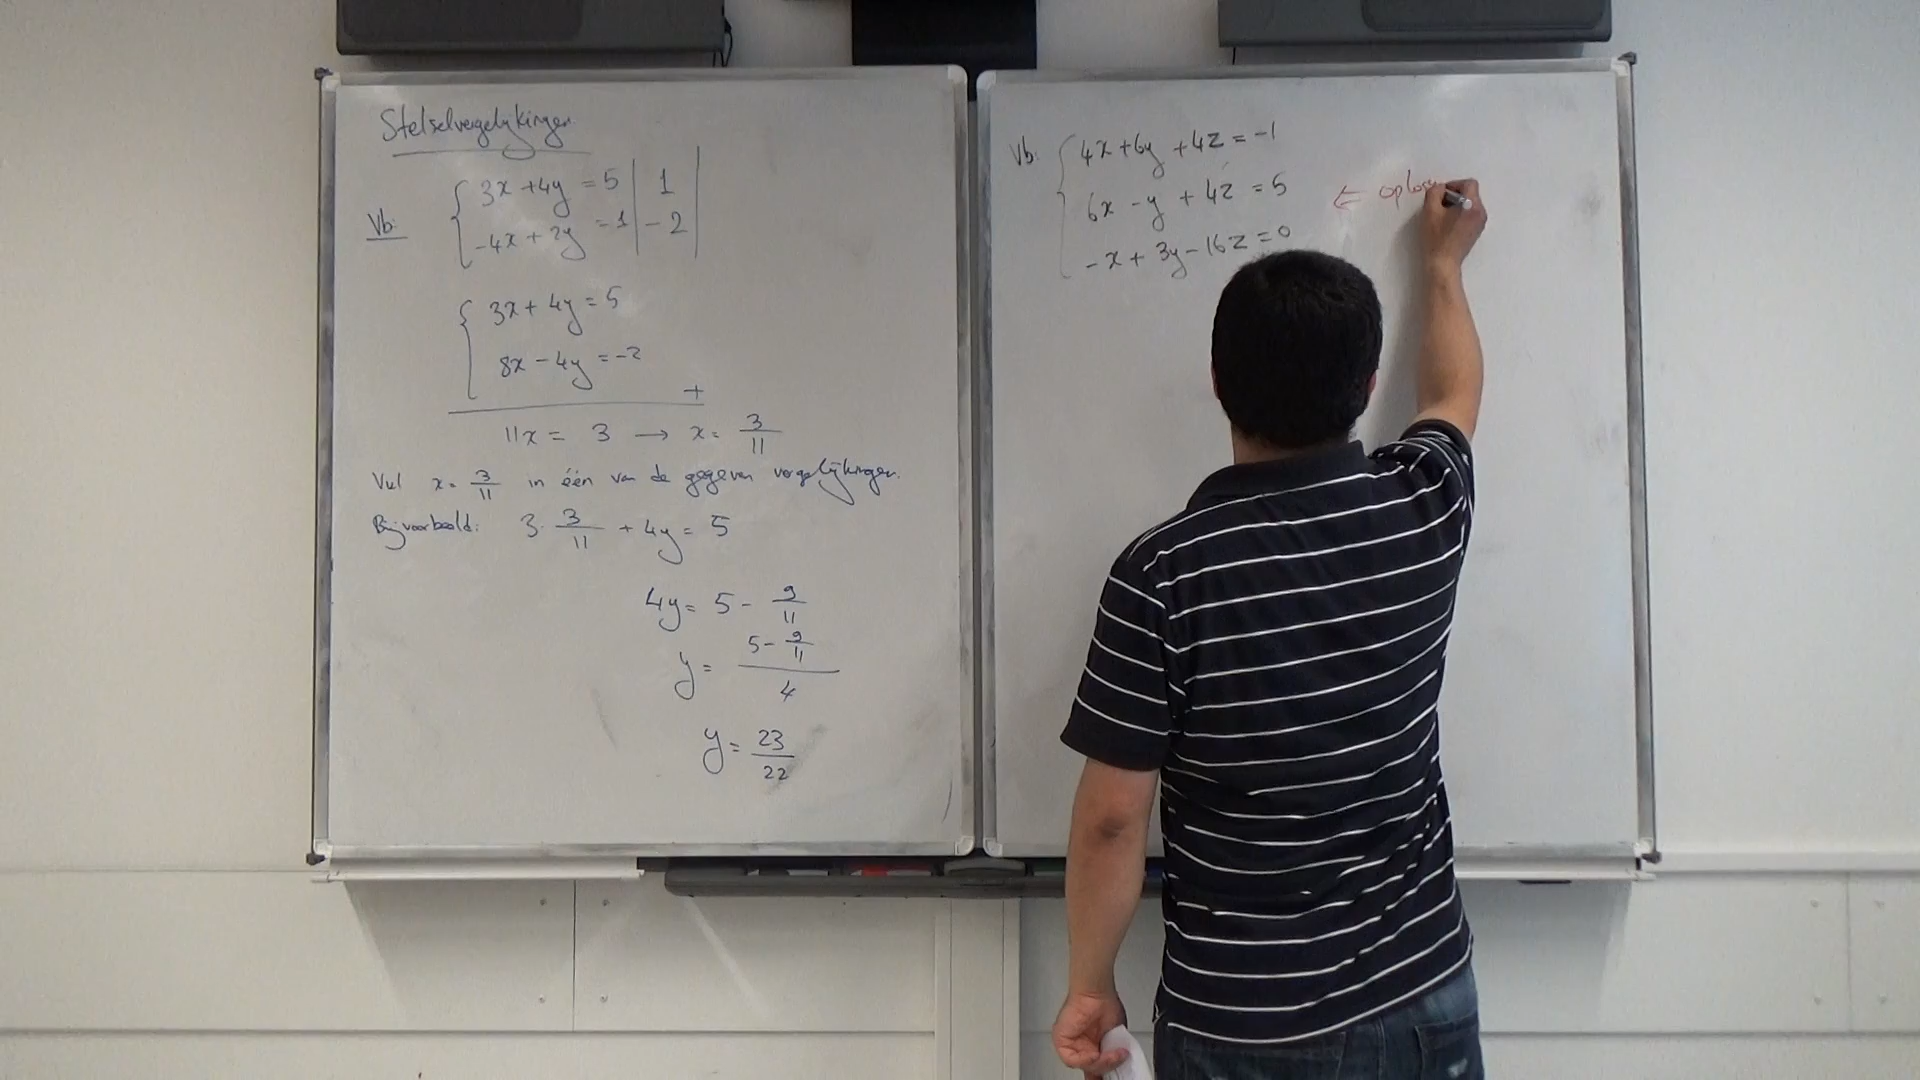 Stelselvergelijkingen
Vb: { 3x + 4y = 5 | 1 |
-4x + 2y = 1 | -2 |
{ 3x + 4y = 5
8x - 4y = -2
+
11x = 3 → x = 3/11
Vul x = 3/11 in één van de gegeven vergelijkingen.
Bijvoorbeeld: 3 · 3/11 + 4y = 5
4y = 5 - 9/11
y = (5 - 9/11)/4
y = 23/22
Vb: { 4x + 6y + 4z = -1
6x - y + 4z = 5 ←
-x + 3y - 16z = 0